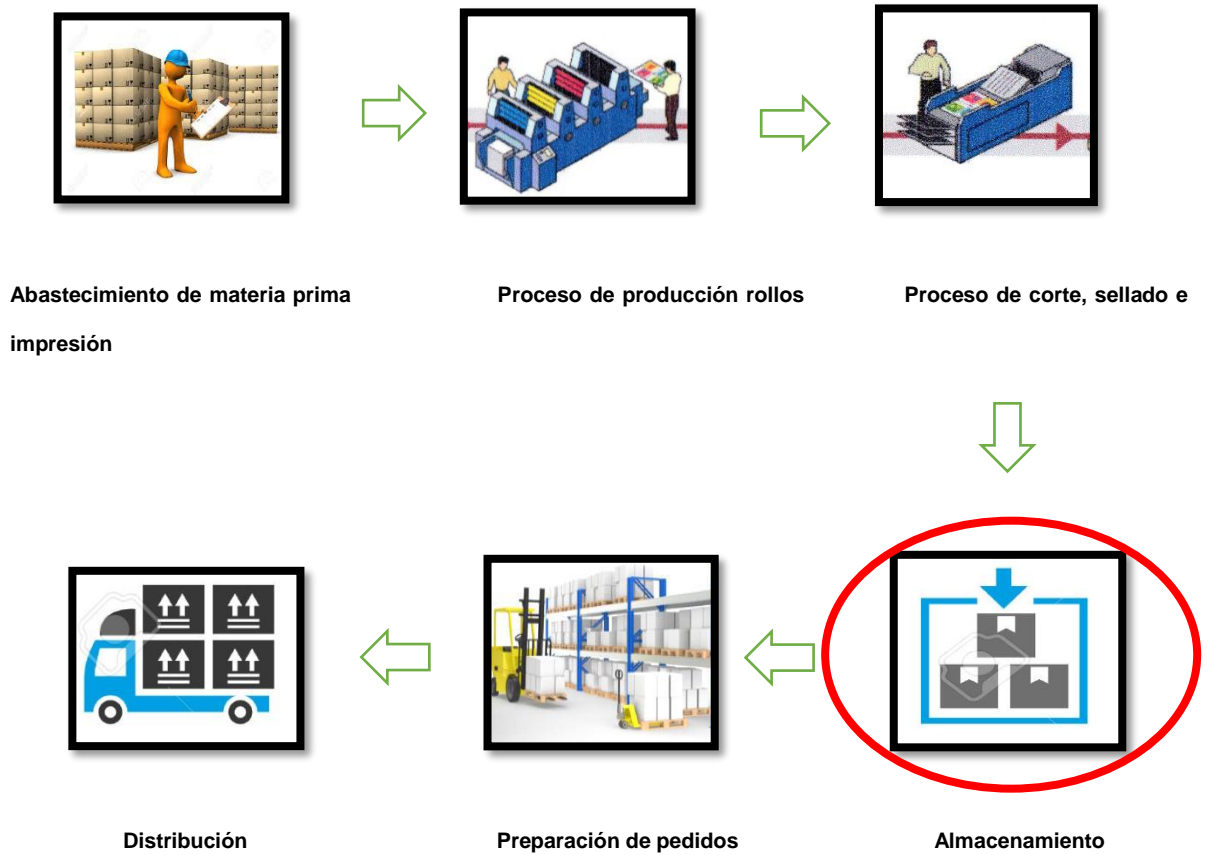 Abastecimiento de materia prima Proceso de producción rollos Proceso de corte, sellado e
impresión
Distribución Preparación de pedidos Almacenamiento